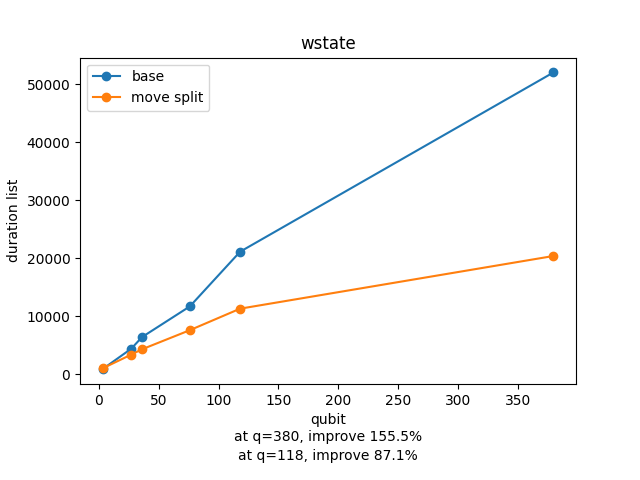 wstate
base
move split
duration list
50000
40000
30000
20000
10000
0
0 50 100 150 200 250 300 350
qubit
at q=380, improve 155.5%
at q=118, improve 87.1%